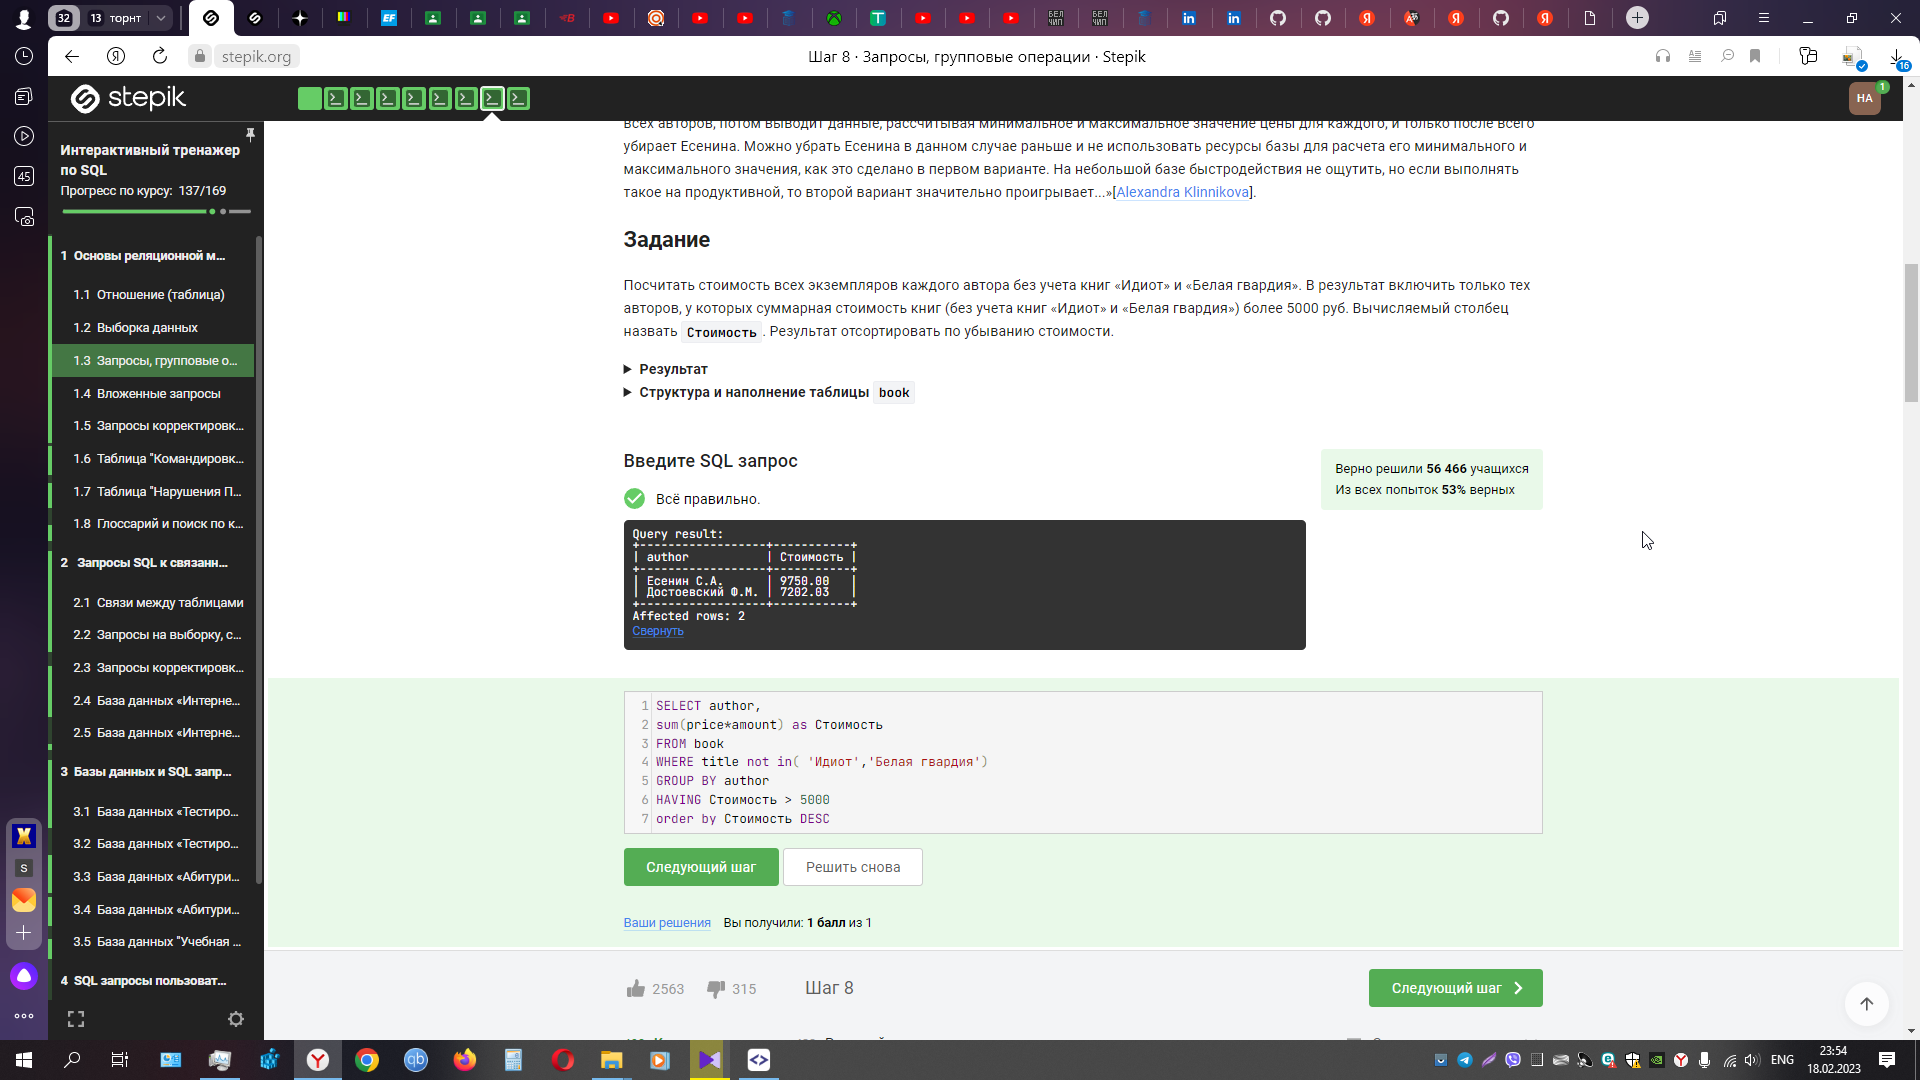 32
13 торнт
stepik.org
Шаг 8 · Запросы, групповые операции · Stepik
16
45
stepik
HA
1
Интерактивный тренажер
по SQL
Прогресс по курсу: 137/169
1 Основы реляционной м...
1.1 Отношение (таблица)
1.2 Выборка данных
1.3 Запросы, групповые о...
1.4 Вложенные запросы
1.5 Запросы корректировк...
1.6 Таблица "Командировк...
1.7 Таблица "Нарушения П...
1.8 Глоссарий и поиск по к...
2 Запросы SQL к связанн...
2.1 Связи между таблицами
2.2 Запросы на выборку, с...
2.3 Запросы корректировк...
2.4 База данных «Интерне...
2.5 База данных «Интерне...
3 Базы данных и SQL запр...
3.1 База данных «Тестиро...
3.2 База данных «Тестиро...
3.3 База данных «Абитури...
3.4 База данных «Абитури...
3.5 База данных "Учебная ...
4 SQL запросы пользоват...
всех авторов, потом выводит данные, рассчитывая минимальное и максимальное значение цены для каждого, и только после всего
убирает Есенина. Можно убрать Есенина в данном случае раньше и не использовать ресурсы базы для расчета его минимального и
максимального значения, как это сделано в первом варианте. На небольшой базе быстродействия не ощутить, но если выполнять
такое на продуктивной, то второй вариант значительно проигрывает...»[Alexandra Klinnikova].
Задание
Посчитать стоимость всех экземпляров каждого автора без учета книг «Идиот» и «Белая гвардия». В результат включить только тех
авторов, у которых суммарная стоимость книг (без учета книг «Идиот» и «Белая гвардия») более 5000 руб. Вычисляемый столбец
назвать Стоимость. Результат отсортировать по убыванию стоимости.
Результат
Структура и наполнение таблицы book
Введите SQL запрос
Верно решили 56 466 учащихся
Из всех попыток 53% верных
Всё правильно.
Query result:
+------------------+-----------+
| author | Стоимость |
+------------------+-----------+
| Есенин С.А. | 9750.00 |
| Достоевский Ф.М. | 7202.03 |
+------------------+-----------+
Affected rows: 2
Свернуть
1 SELECT author,
2 sum(price*amount) as Стоимость
3 FROM book
4 WHERE title not in( 'Идиот','Белая гвардия')
5 GROUP BY author
6 HAVING Стоимость > 5000
7 order by Стоимость DESC
Следующий шаг
Решить снова
Ваши решения Вы получили: 1 балл из 1
2563
315
Шаг 8
Следующий шаг
ENG
23:54
18.02.2023